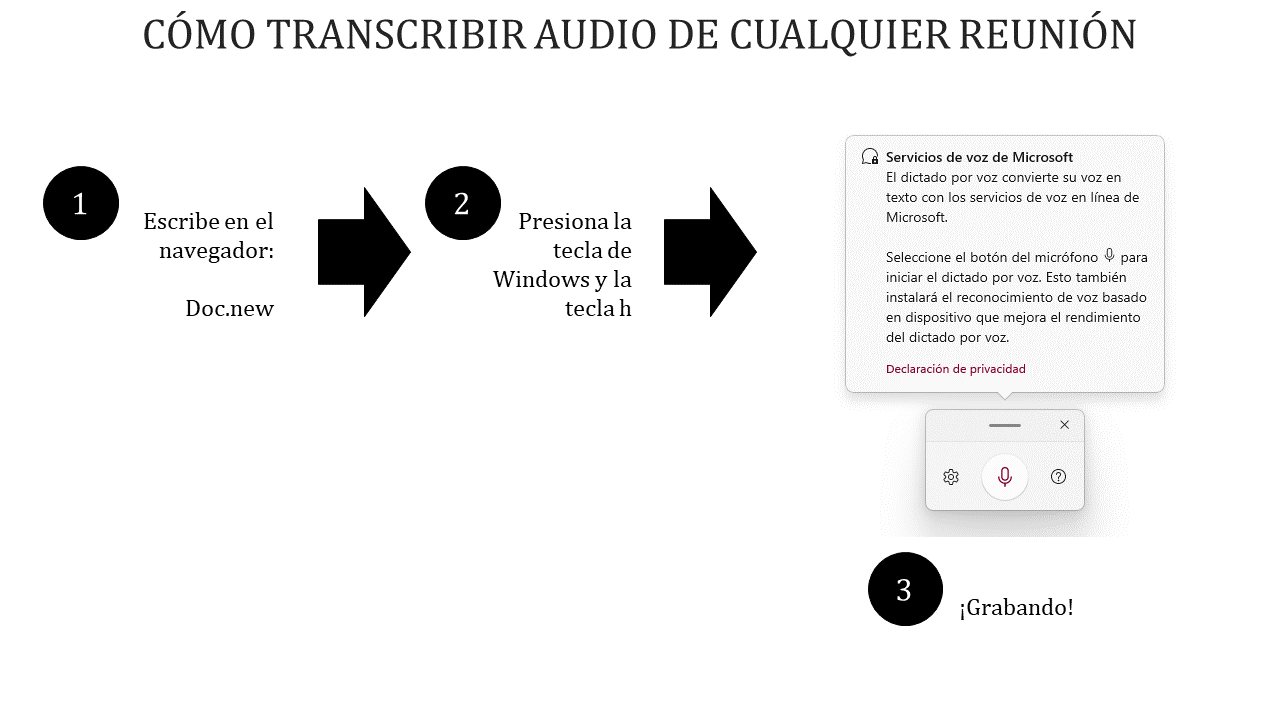 CÓMO TRANSCRIBIR AUDIO DE CUALQUIER REUNIÓN
1
Escribe en el
navegador:
Doc.new
2
Presiona la
tecla de
Windows y la
tecla h
Servicios de voz de Microsoft
El dictado por voz convierte su voz en
texto con los servicios de voz en línea de
Microsoft.
Seleccione el botón del micrófono para
iniciar el dictado por voz. Esto también
instalará el reconocimiento de voz basado
en dispositivo que mejora el rendimiento
del dictado por voz.
Declaración de privacidad
3
¡Grabando!